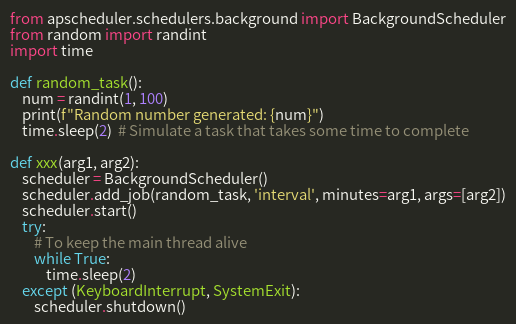 from apscheduler.schedulers.background import BackgroundScheduler
from random import randint
import time

def random_task():
    num = randint(1, 100)
    print(f"Random number generated: {num}")
    time.sleep(2)  # Simulate a task that takes some time to complete

def xxx(arg1, arg2):
    scheduler = BackgroundScheduler()
    scheduler.add_job(random_task, 'interval', minutes=arg1, args=[arg2])
    scheduler.start()
    try:
        # To keep the main thread alive
        while True:
            time.sleep(2)
    except (KeyboardInterrupt, SystemExit):
        scheduler.shutdown()